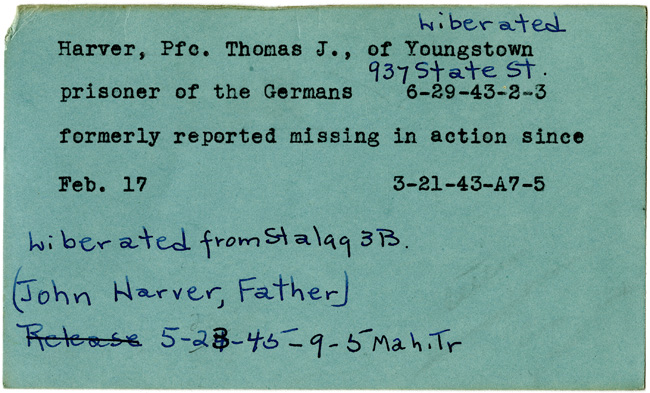 Liberated
Harver, Pfc. Thomas J., of Youngstown
937 State St.
prisoner of the Germans 6-29-43-2-3
formerly reported missing in action since
Feb. 17 3-21-43-A7-5
Liberated from Stalag 3B.
(John Harver, Father)
Release 5-23-45-9-5 Mah. Tr